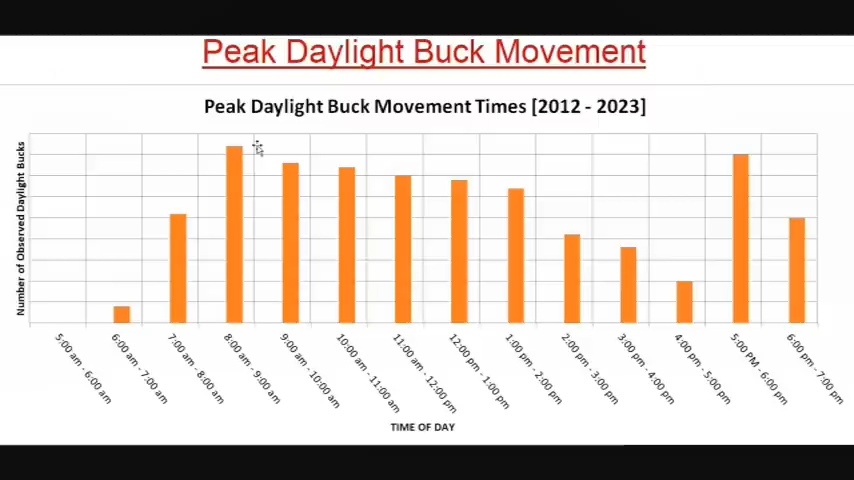 Peak Daylight Buck Movement
Peak Daylight Buck Movement Times [2012 - 2023]
Number of Observed Daylight Bucks
5:00 am - 6:00 am
6:00 am - 7:00 am
7:00 am - 8:00 am
8:00 am - 9:00 am
9:00 am - 10:00 am
10:00 am - 11:00 am
11:00 am - 12:00 pm
12:00 pm - 1:00 pm
1:00 pm - 2:00 pm
2:00 pm - 3:00 pm
3:00 pm - 4:00 pm
4:00 pm - 5:00 pm
5:00 PM - 6:00 pm
6:00 pm - 7:00 pm
TIME OF DAY